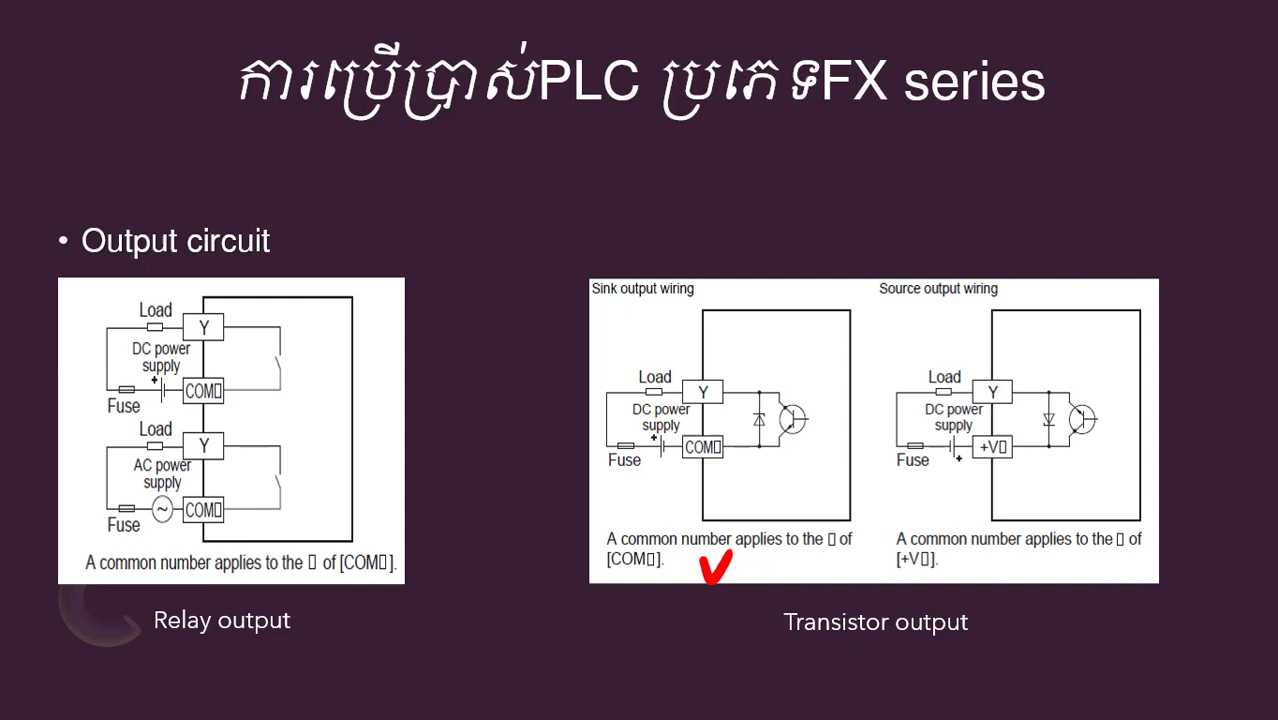 ការប្រើប្រាស់PLC ប្រភេទFX series
• Output circuit
Load
Y
DC power
supply
+
COM▯
Fuse
Load
Y
AC power
supply
~
COM▯
Fuse
A common number applies to the ▯ of [COM▯].
Relay output
Sink output wiring
Load
Y
DC power
supply
+
COM▯
Fuse
A common number applies to the ▯ of
[COM▯].
Source output wiring
Load
Y
DC power
supply
+V▯
Fuse
+
A common number applies to the ▯ of
[+V▯].
Transistor output